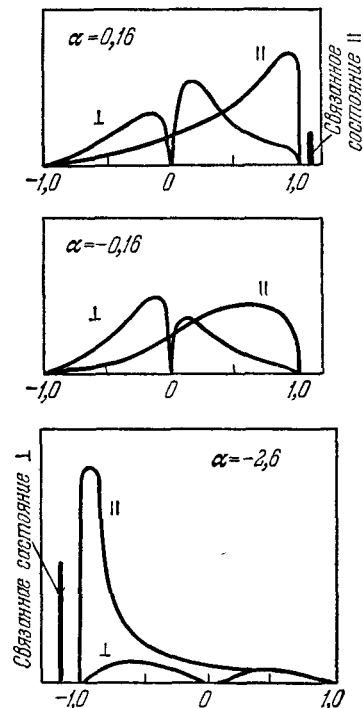 α=0,16
⊥
||
Связанное
состояние ||
-1,0
0
1,0
α=-0,16
⊥
||
-1,0
0
1,0
Связанное состояние ⊥
α=-2,6
||
⊥
-1,0
0
1,0